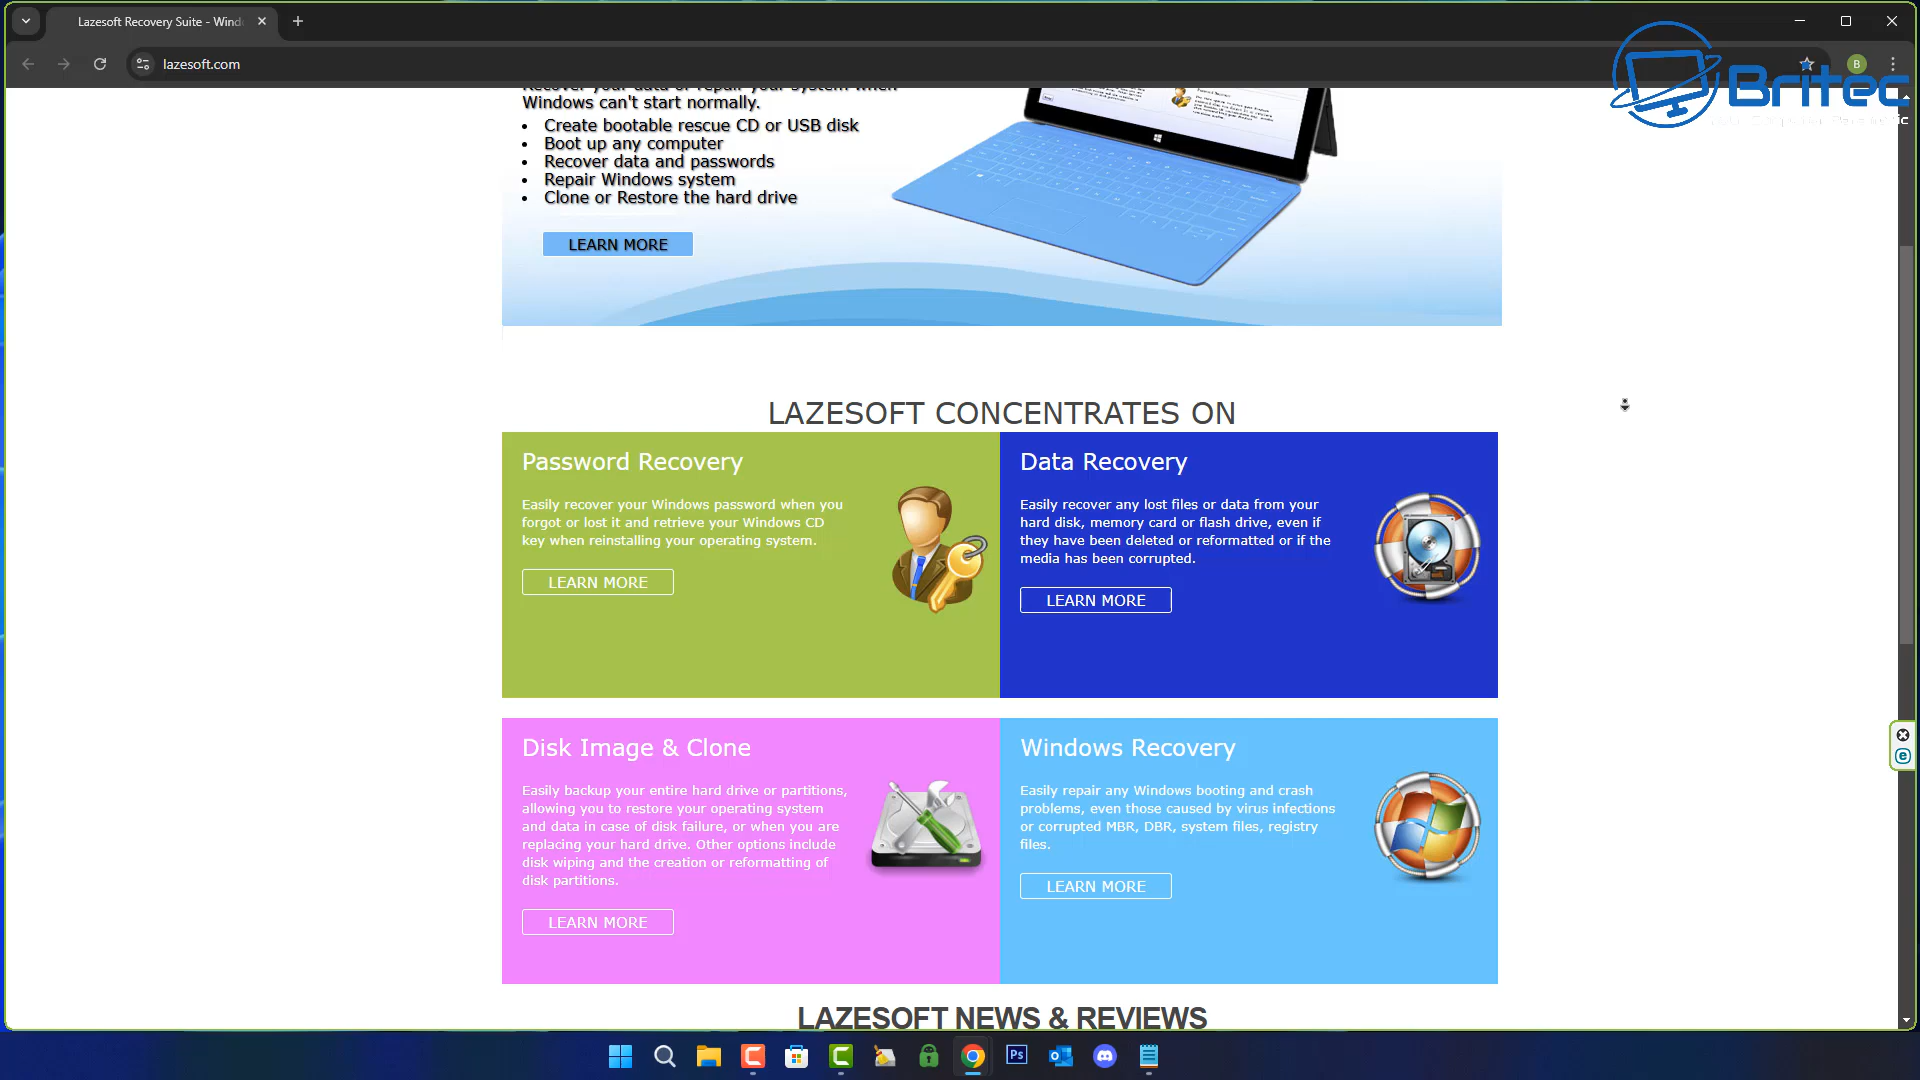 Lazesoft Recovery Suite - Wind
lazesoft.com
B
Britec
Recover your data or repair your system when
Windows can't start normally.
• Create bootable rescue CD or USB disk
• Boot up any computer
• Recover data and passwords
• Repair Windows system
• Clone or Restore the hard drive
LEARN MORE
LAZESOFT CONCENTRATES ON
Password Recovery
Easily recover your Windows password when you
forgot or lost it and retrieve your Windows CD
key when reinstalling your operating system.
LEARN MORE
Data Recovery
Easily recover any lost files or data from your
hard disk, memory card or flash drive, even if
they have been deleted or reformatted or if the
media has been corrupted.
LEARN MORE
Disk Image & Clone
Easily backup your entire hard drive or partitions,
allowing you to restore your operating system
and data in case of disk failure, or when you are
replacing your hard drive. Other options include
disk wiping and the creation or reformatting of
disk partitions.
LEARN MORE
Windows Recovery
Easily repair any Windows booting and crash
problems, even those caused by virus infections
or corrupted MBR, DBR, system files, registry
files.
LEARN MORE
LAZESOFT NEWS & REVIEWS
Ps